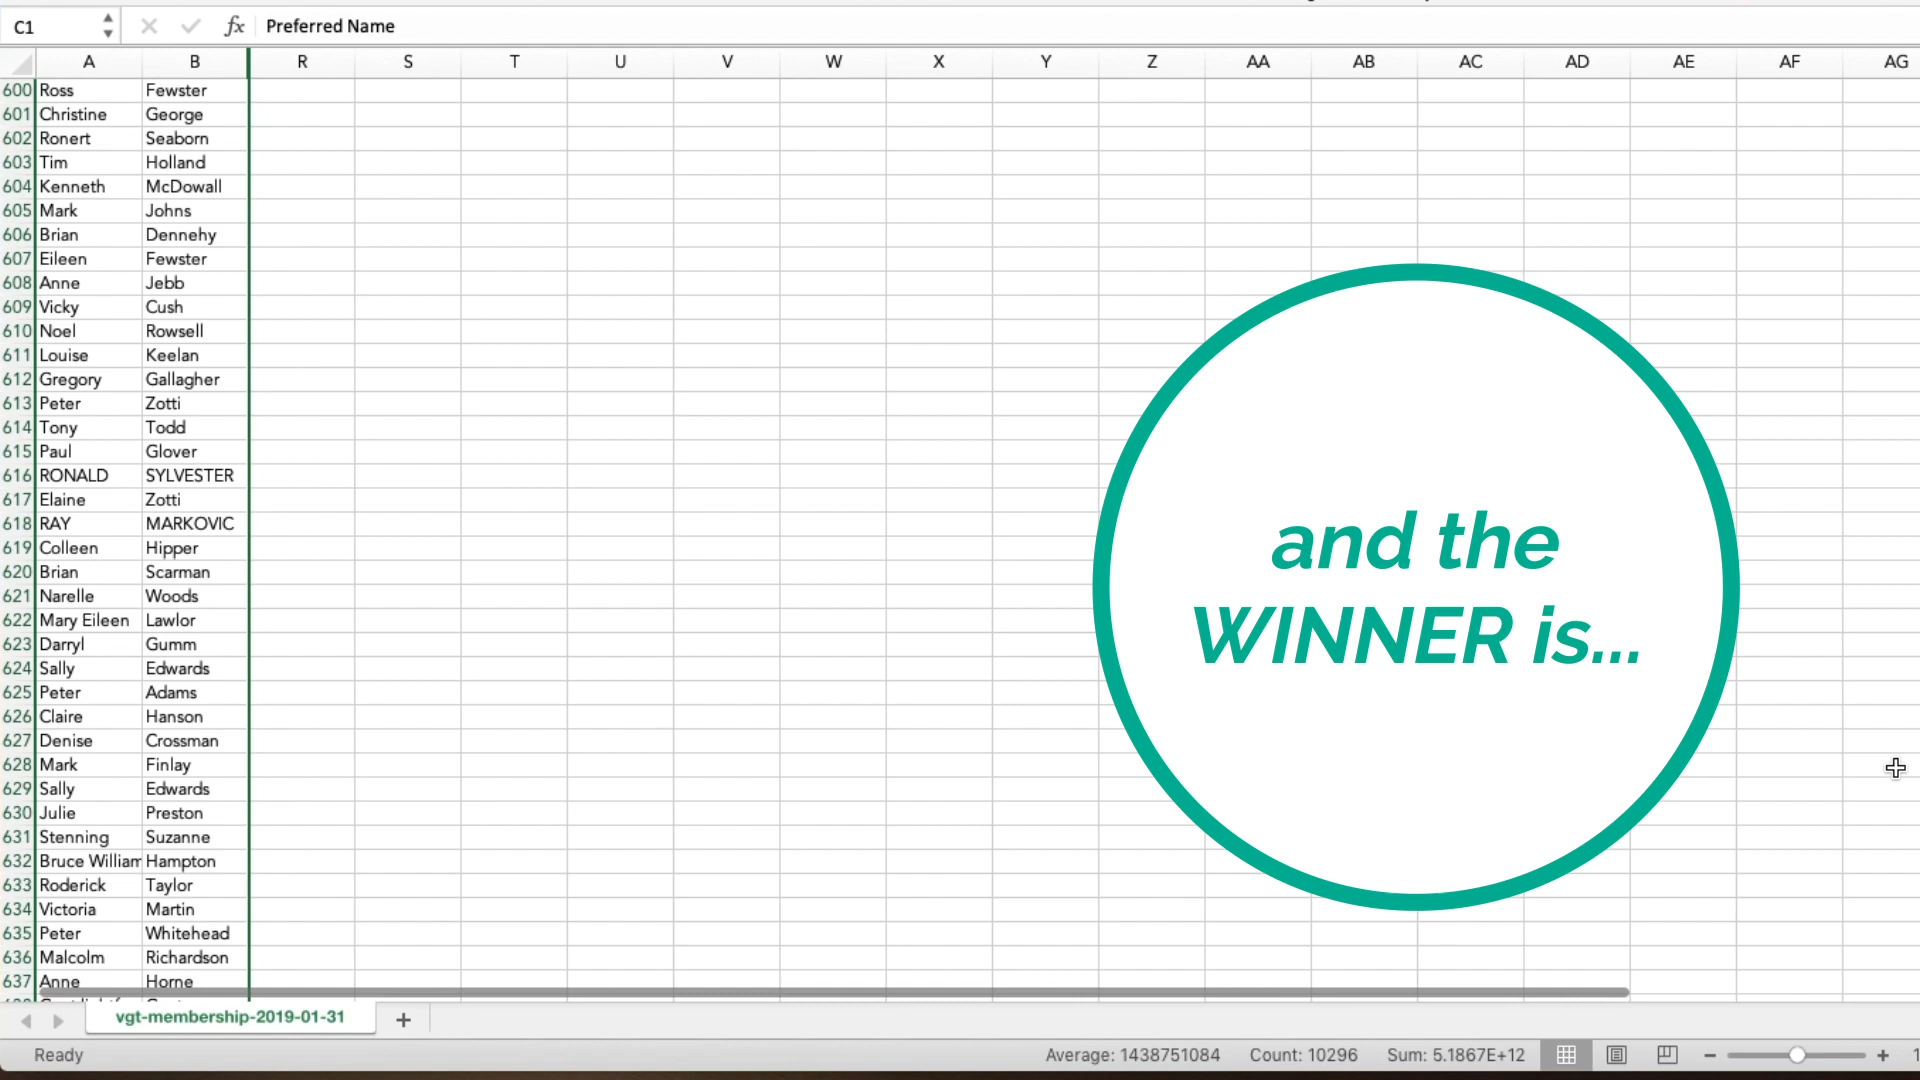 C1 fx Preferred Name
A B R S T U V W X Y Z AA AB AC AD AE AF AG
600 Ross Fewster
601 Christine George
602 Ronert Seaborn
603 Tim Holland
604 Kenneth McDowall
605 Mark Johns
606 Brian Dennehy
607 Eileen Fewster
608 Anne Jebb
609 Vicky Cush
610 Noel Rowsell
611 Louise Keelan
612 Gregory Gallagher
613 Peter Zotti
614 Tony Todd
615 Paul Glover
616 RONALD SYLVESTER
617 Elaine Zotti
618 RAY MARKOVIC
619 Colleen Hipper
620 Brian Scarman
621 Narelle Woods
622 Mary Eileen Lawlor
623 Darryl Gumm
624 Sally Edwards
625 Peter Adams
626 Claire Hanson
627 Denise Crossman
628 Mark Finlay
629 Sally Edwards
630 Julie Preston
631 Stenning Suzanne
632 Bruce William Hampton
633 Roderick Taylor
634 Victoria Martin
635 Peter Whitehead
636 Malcolm Richardson
637 Anne Horne
and the
WINNER is...
vgt-membership-2019-01-31 +
Ready Average: 1438751084 Count: 10296 Sum: 5.1867E+12